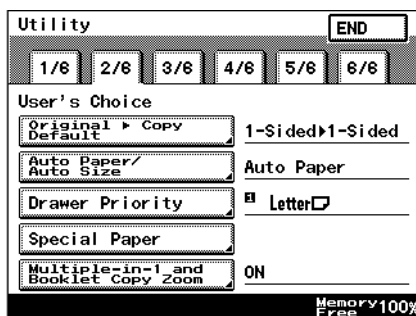 Utility
END
1/6 2/6 3/6 4/6 5/6 6/6
User's Choice
Original ▸ Copy
Default
1-Sided▸1-Sided
Auto Paper/
Auto Size
Auto Paper
Drawer Priority
1 Letter
Special Paper
Multiple-in-1 and
Booklet Copy Zoom
ON
Memory 100%
Free